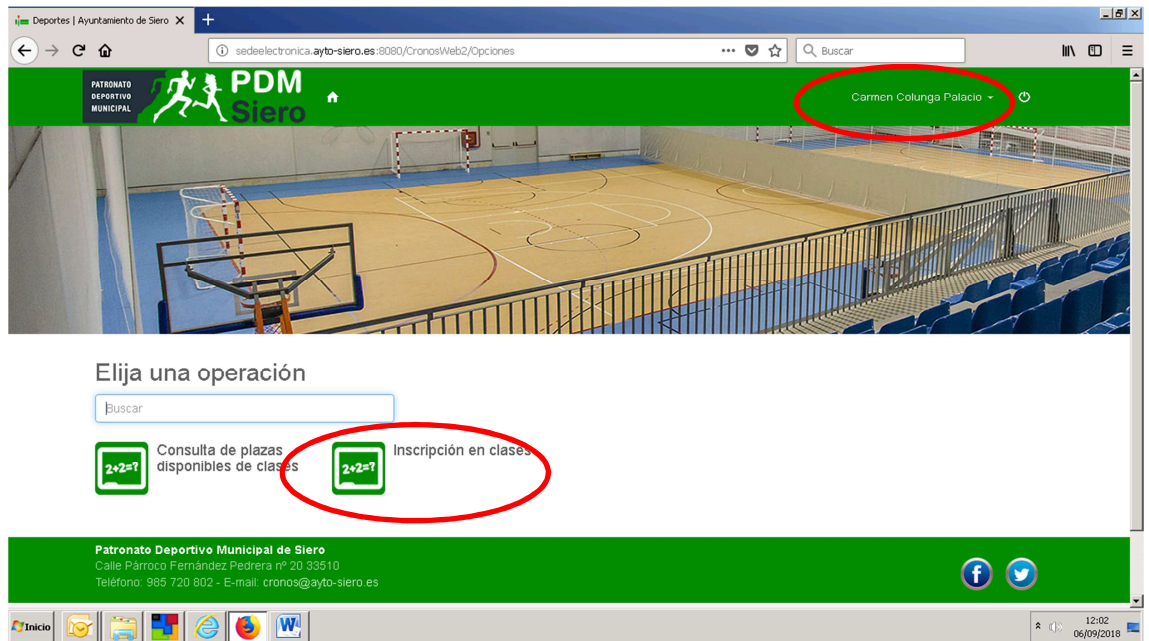 Deportes | Ayuntamiento de Siero
sedeelectronica.ayto-siero.es:8080/CronosWeb2/Opciones
Buscar
PATRONATO
DEPORTIVO
MUNICIPAL
PDM
Siero
Carmen Colunga Palacio
Elija una operación
Buscar
2+2=?
Consulta de plazas
disponibles de clases
2+2=?
Inscripción en clases
Patronato Deportivo Municipal de Siero
Calle Párroco Fernández Pedrera nº 20 33510
Teléfono: 985 720 802 - E-mail: cronos@ayto-siero.es
Inicio
12:02
06/09/2018